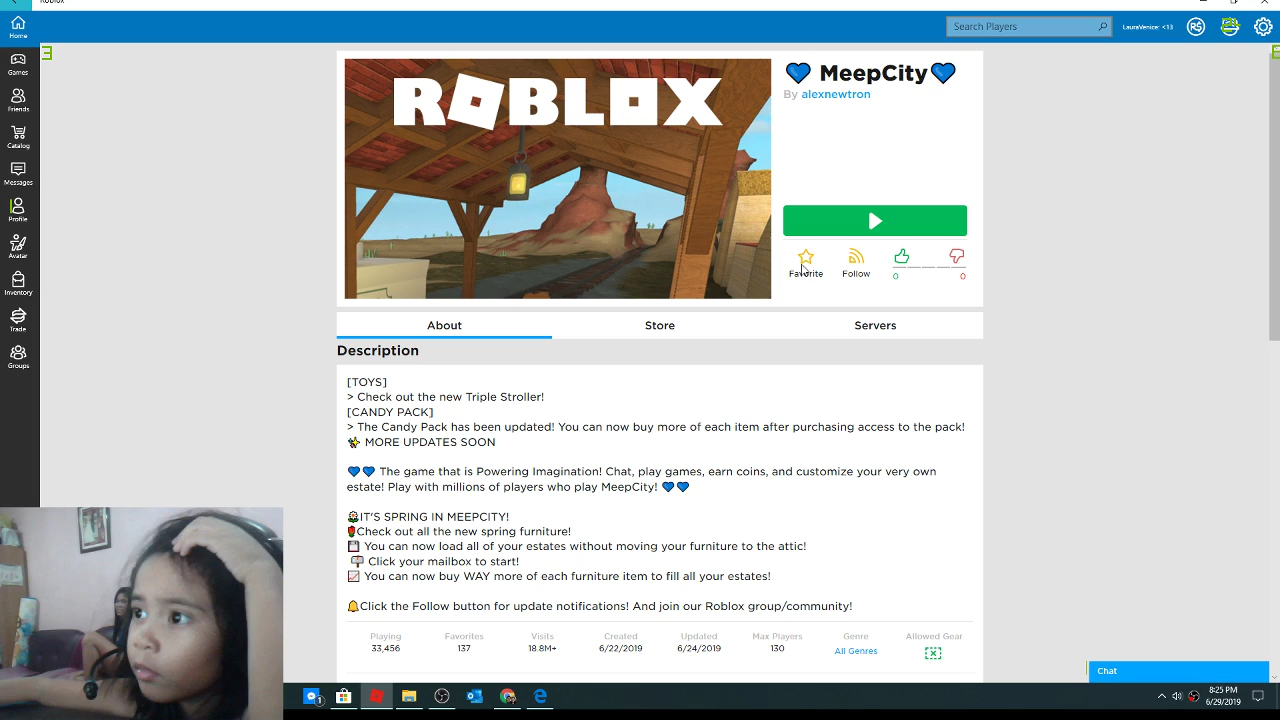 Roblox
Home
Search Players
LauraVenice: <13
R$
Games
Friends
Catalog
Messages
Profile
Avatar
Inventory
Trade
Groups
3
ROBLOX
💙 MeepCity💙
By alexnewtron
Favorite
Follow
0
0
About
Store
Servers
Description
[TOYS]
> Check out the new Triple Stroller!
[CANDY PACK]
> The Candy Pack has been updated! You can now buy more of each item after purchasing access to the pack!
✨ MORE UPDATES SOON
💙💙 The game that is Powering Imagination! Chat, play games, earn coins, and customize your very own
estate! Play with millions of players who play MeepCity! 💙💙
🌼IT'S SPRING IN MEEPCITY!
🌷Check out all the new spring furniture!
💾 You can now load all of your estates without moving your furniture to the attic!
📫 Click your mailbox to start!
📈 You can now buy WAY more of each furniture item to fill all your estates!
🔔Click the Follow button for update notifications! And join our Roblox group/community!
Playing
33,456
Favorites
137
Visits
18.8M+
Created
6/22/2019
Updated
6/24/2019
Max Players
130
Genre
All Genres
Allowed Gear
Chat
1
8:25 PM
6/29/2019